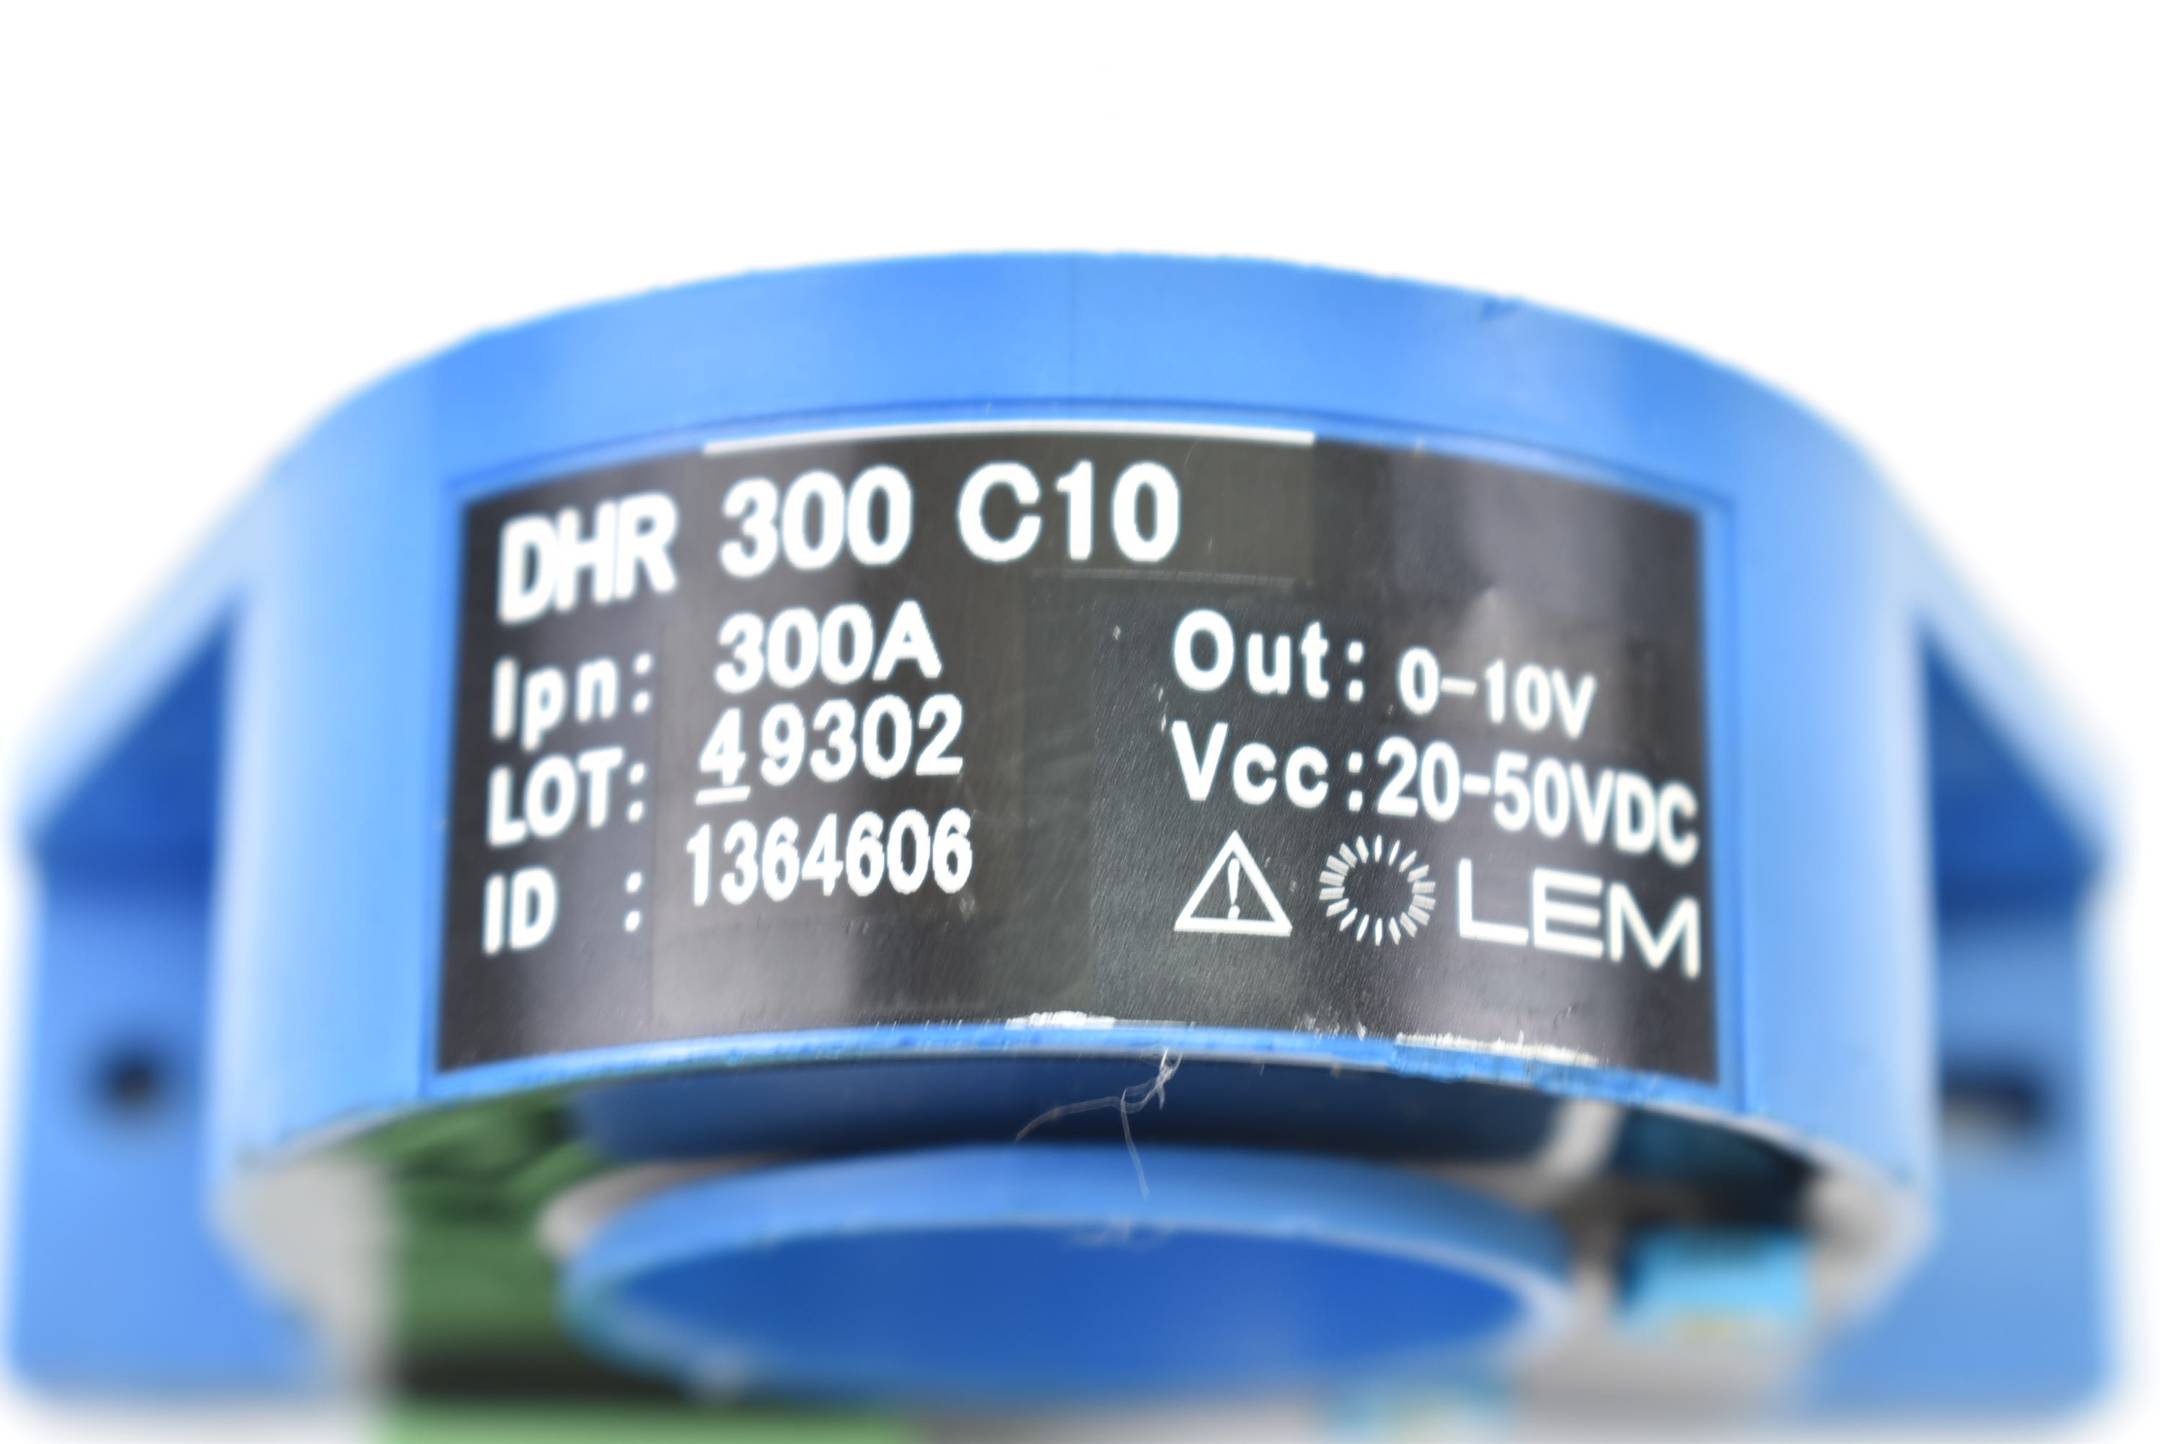 DHR 300 C10
Ipn: 300A
LOT: 49302
ID : 1364606
Out: 0-10V
Vcc:20-50VDC
LEM